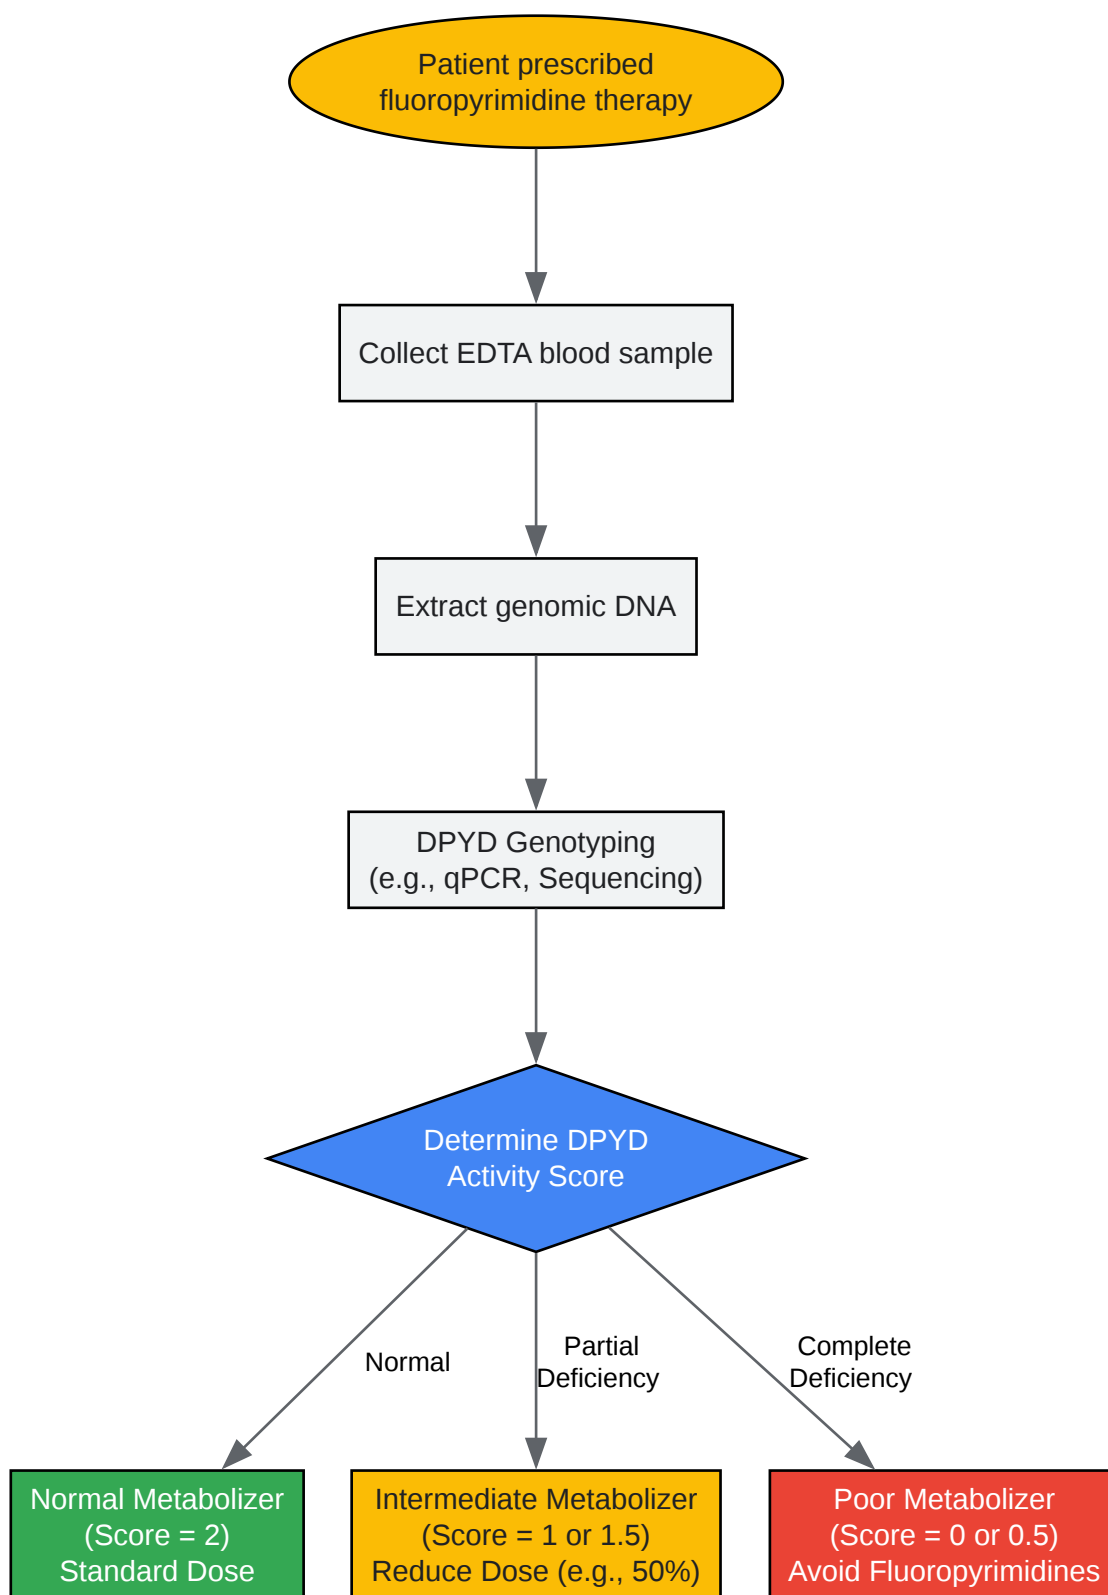 Patient prescribed
fluoropyrimidine therapy
Collect EDTA blood sample
Extract genomic DNA
DPYD Genotyping
(e.g., qPCR, Sequencing)
Determine DPYD
Activity Score
Normal
Partial
Deficiency
Complete
Deficiency
Normal Metabolizer
(Score = 2)
Standard Dose
Intermediate Metabolizer
(Score = 1 or 1.5)
Reduce Dose (e.g., 50%)
Poor Metabolizer
(Score = 0 or 0.5)
Avoid Fluoropyrimidines